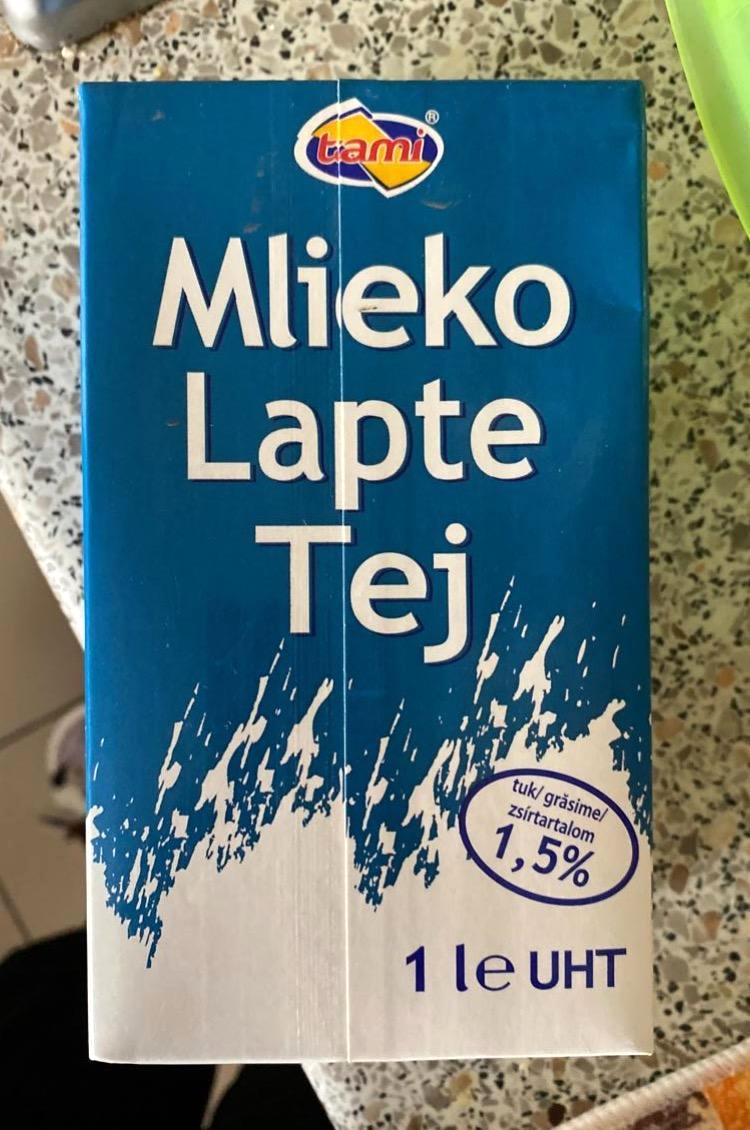 tami®
Mlieko
Lapte
Tej
tuk/ grăsime/
zsírtartalom
1,5%
1 l e UHT